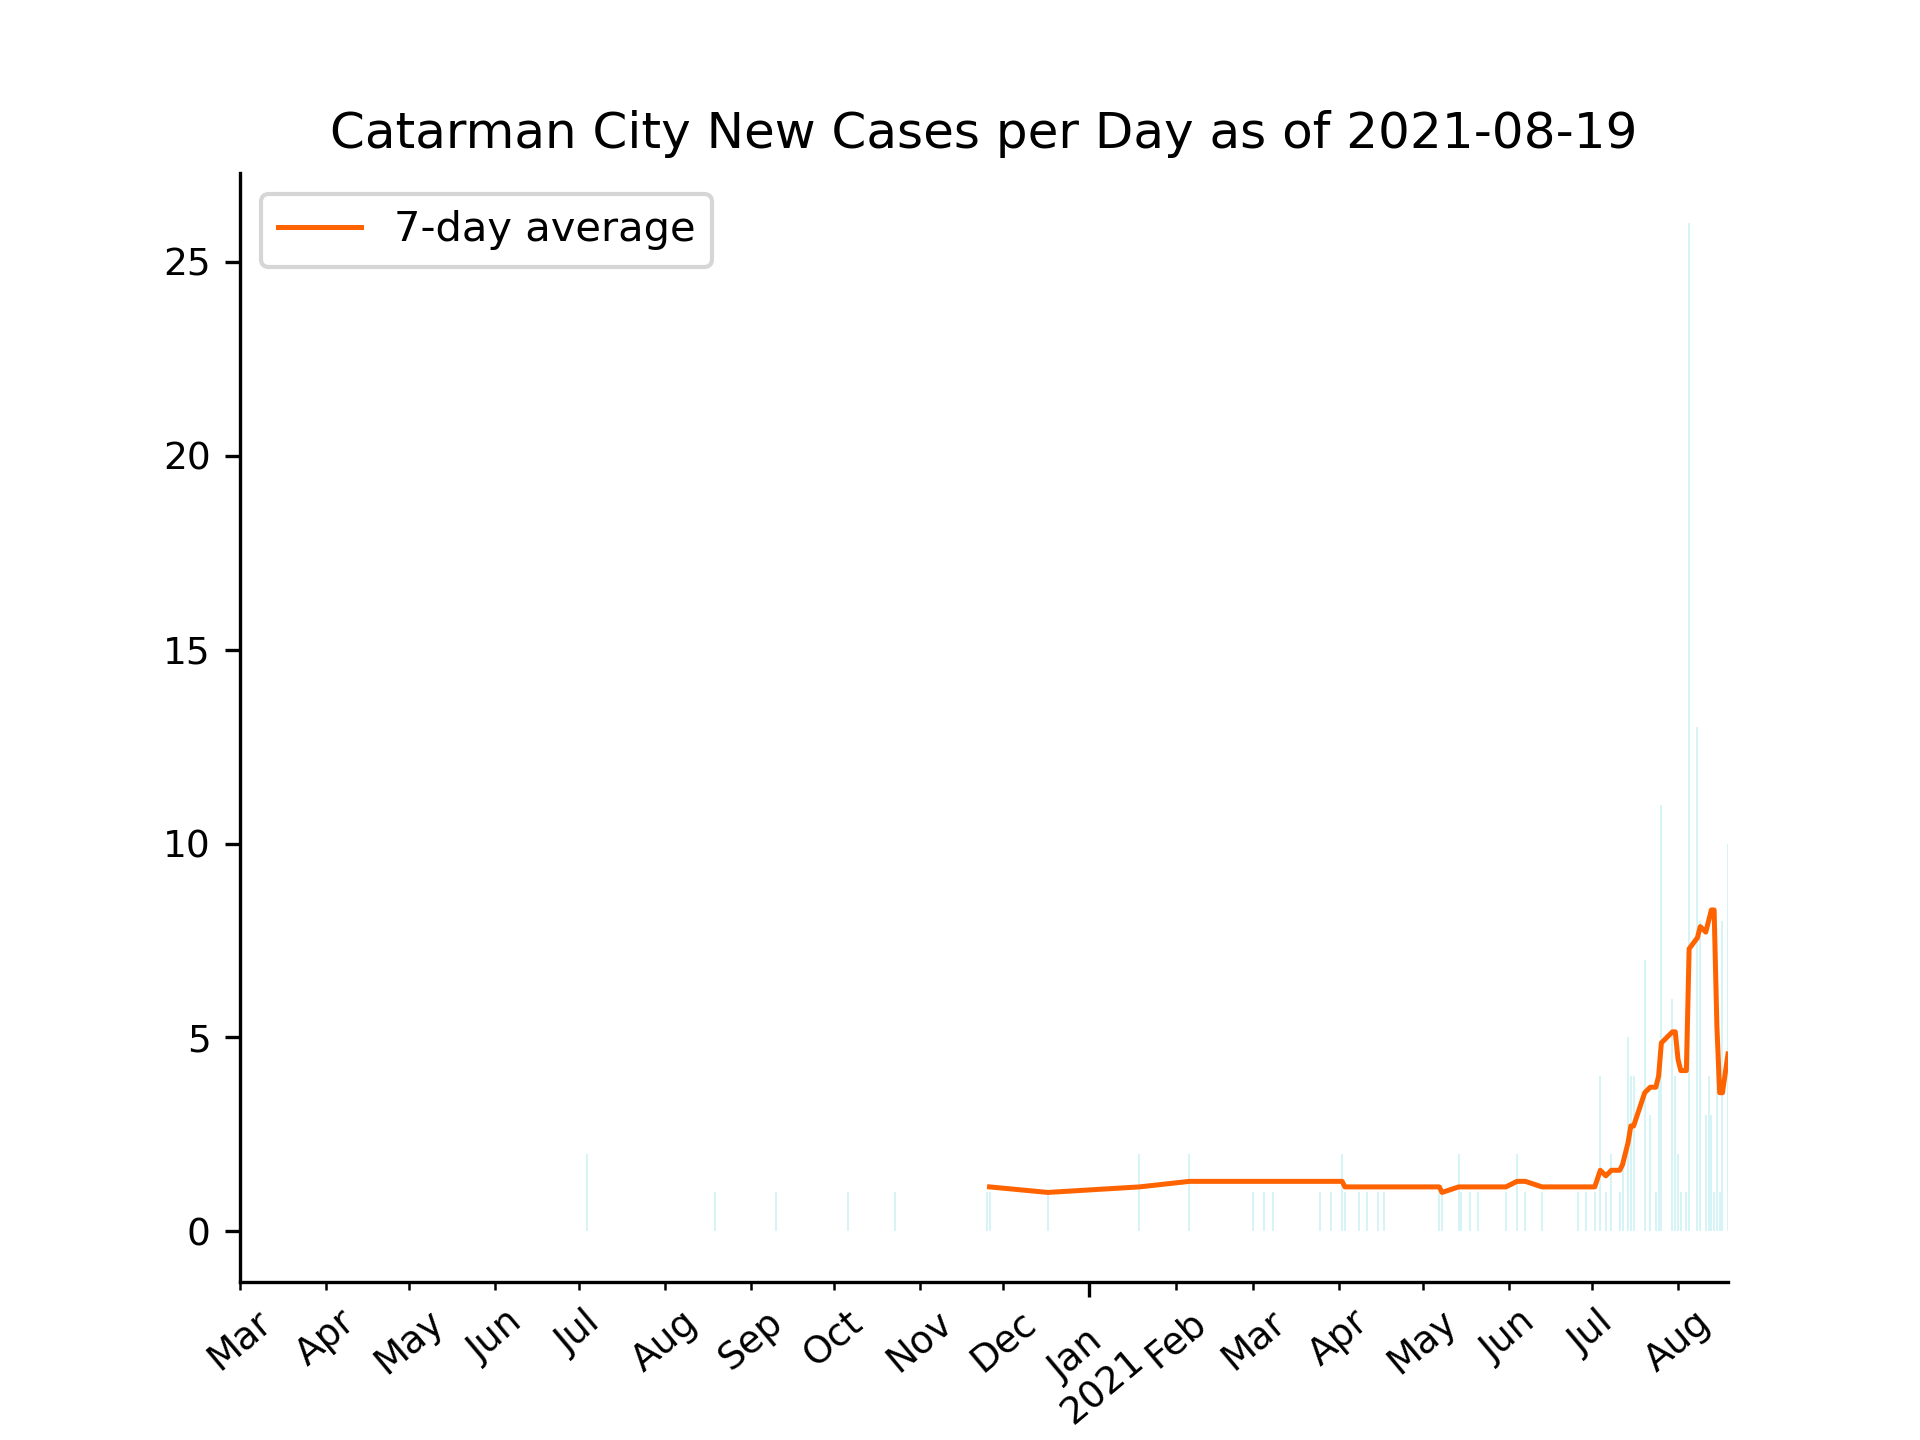 Catarman City New Cases per Day as of 2021-08-19
7-day average
25
20
15
10
5
0
Mar Apr May Jun Jul Aug Sep Oct Nov Dec Jan Feb Mar Apr May Jun Jul Aug
2021